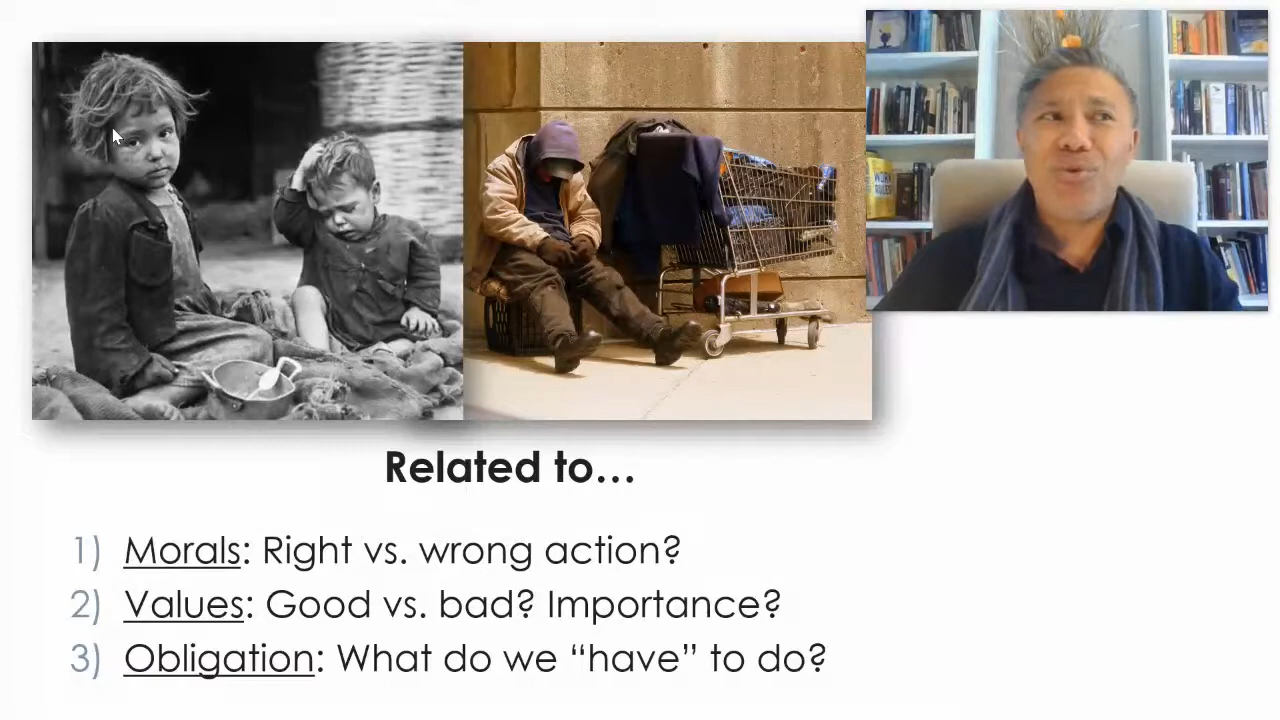 Related to…
1) Morals: Right vs. wrong action?
2) Values: Good vs. bad? Importance?
3) Obligation: What do we “have” to do?